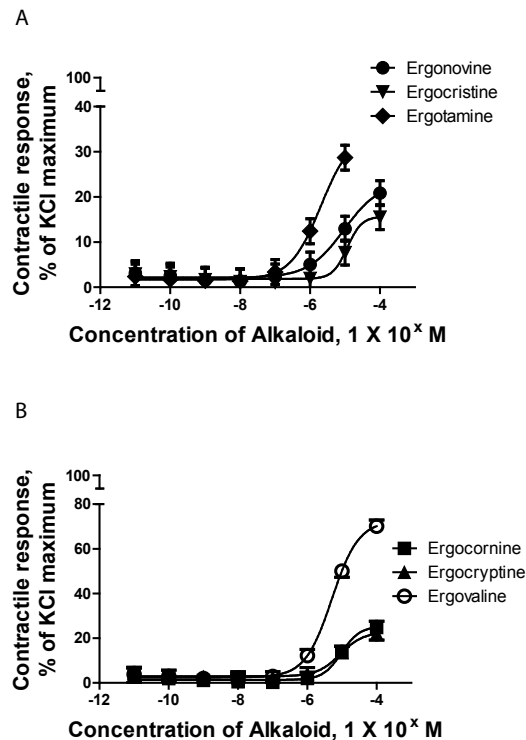 A
Contractile response,
% of KCl maximum
100
40
30
20
10
0
-12
-10
-8
-6
-4
Concentration of Alkaloid, 1 X 10ˣ M
Ergonovine
Ergocristine
Ergotamine
B
Contractile response,
% of KCl maximum
100
80
60
40
20
0
-12
-10
-8
-6
-4
Concentration of Alkaloid, 1 X 10ˣ M
Ergocornine
Ergocryptine
Ergovaline